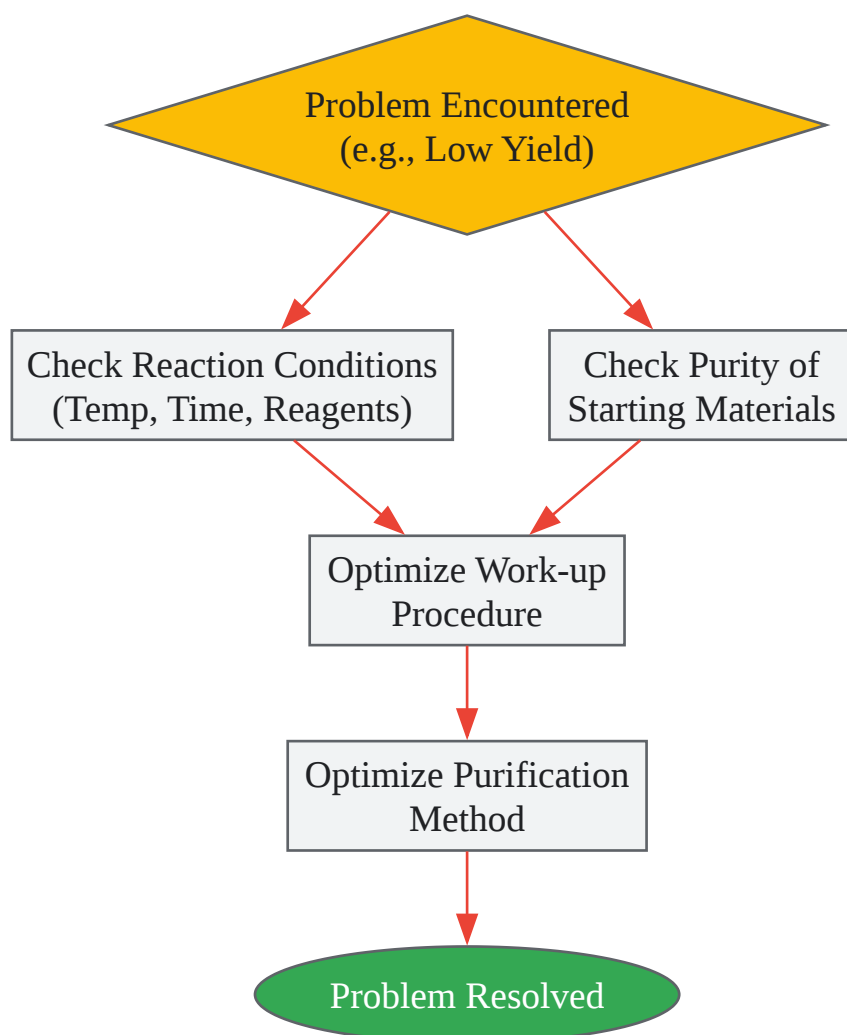 Problem Encountered
(e.g., Low Yield)
Check Reaction Conditions
(Temp, Time, Reagents)
Check Purity of
Starting Materials
Optimize Work-up
Procedure
Optimize Purification
Method
Problem Resolved